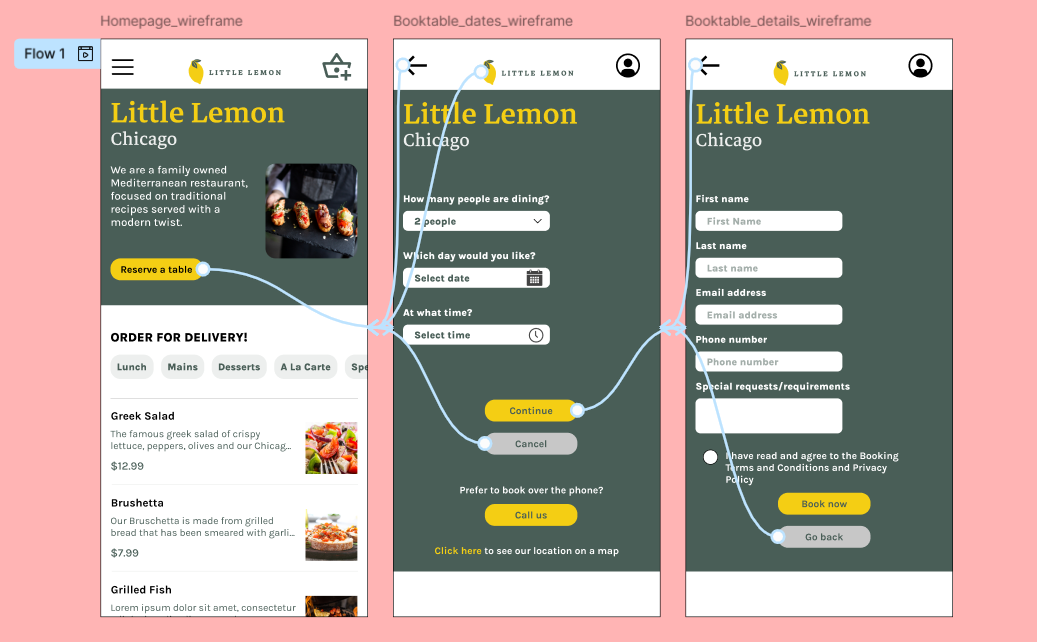 Homepage_wireframe
Flow 1
LITTLE LEMON
Little Lemon
Chicago
We are a family owned
Mediterranean restaurant,
focused on traditional
recipes served with a
modern twist.
Reserve a table
ORDER FOR DELIVERY!
Lunch
Mains
Desserts
A La Carte
Spe
Greek Salad
The famous greek salad of crispy
lettuce, peppers, olives and our Chicag...
$12.99
Brushetta
Our Bruschetta is made from grilled
bread that has been smeared with garli...
$7.99
Grilled Fish
Lorem ipsum dolor sit amet, consectetur
Booktable_dates_wireframe
LITTLE LEMON
Little Lemon
Chicago
How many people are dining?
2 people
Which day would you like?
Select date
At what time?
Select time
Continue
Cancel
Prefer to book over the phone?
Call us
Click here to see our location on a map
Booktable_details_wireframe
LITTLE LEMON
Little Lemon
Chicago
First name
First Name
Last name
Last name
Email address
Email address
Phone number
Phone number
Special requests/requirements
I have read and agree to the Booking
Terms and Conditions and Privacy
Policy
Book now
Go back